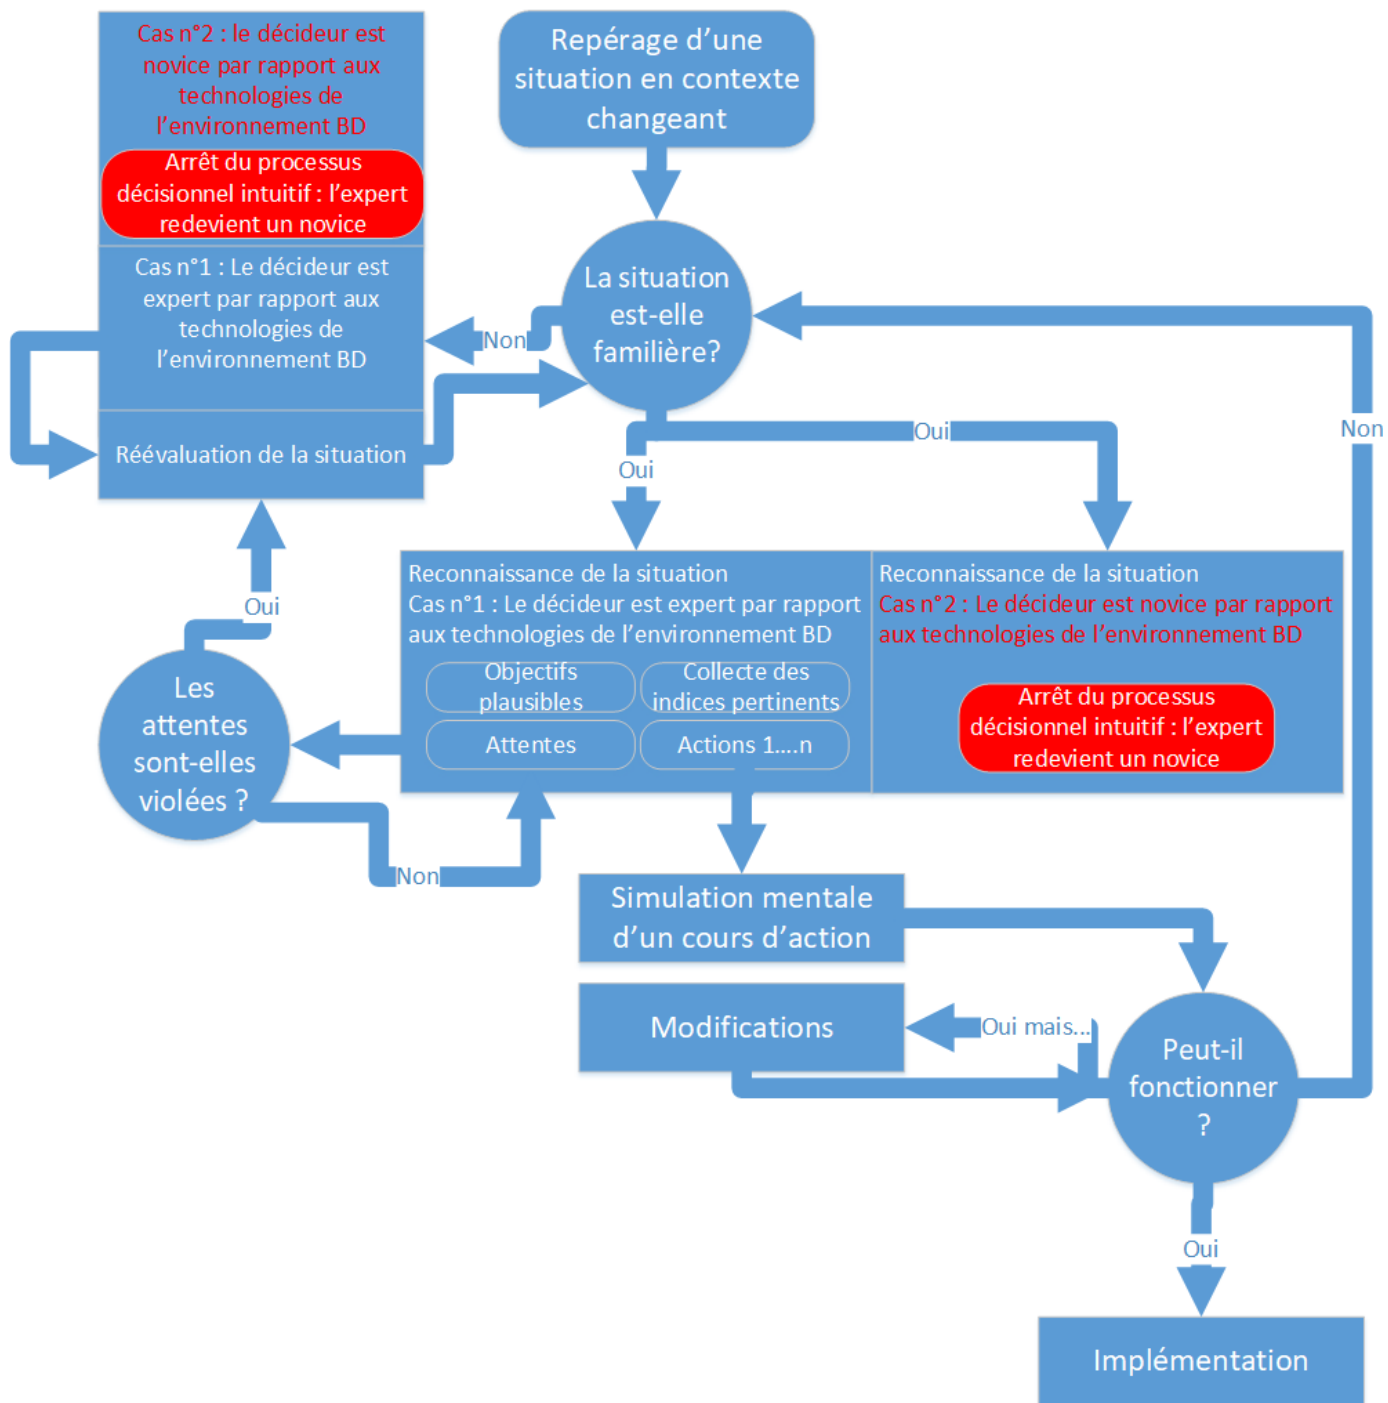 Cas n°2 : le décideur est
novice par rapport aux
technologies de
l’environnement BD
Arrêt du processus
décisionnel intuitif : l’expert
redevient un novice
Cas n°1 : Le décideur est
expert par rapport aux
technologies de
l’environnement BD
Réévaluation de la situation
Repérage d’une
situation en contexte
changeant
La situation
est-elle
familière?
Non
Oui
Oui
Non
Reconnaissance de la situation
Cas n°1 : Le décideur est expert par rapport
aux technologies de l’environnement BD
Objectifs
plausibles
Collecte des
indices pertinents
Attentes
Actions 1....n
Reconnaissance de la situation
Cas n°2 : Le décideur est novice par rapport
aux technologies de l’environnement BD
Arrêt du processus
décisionnel intuitif : l’expert
redevient un novice
Oui
Les
attentes
sont-elles
violées ?
Non
Simulation mentale
d’un cours d’action
Modifications
Oui mais...
Peut-il
fonctionner
?
Oui
Implémentation